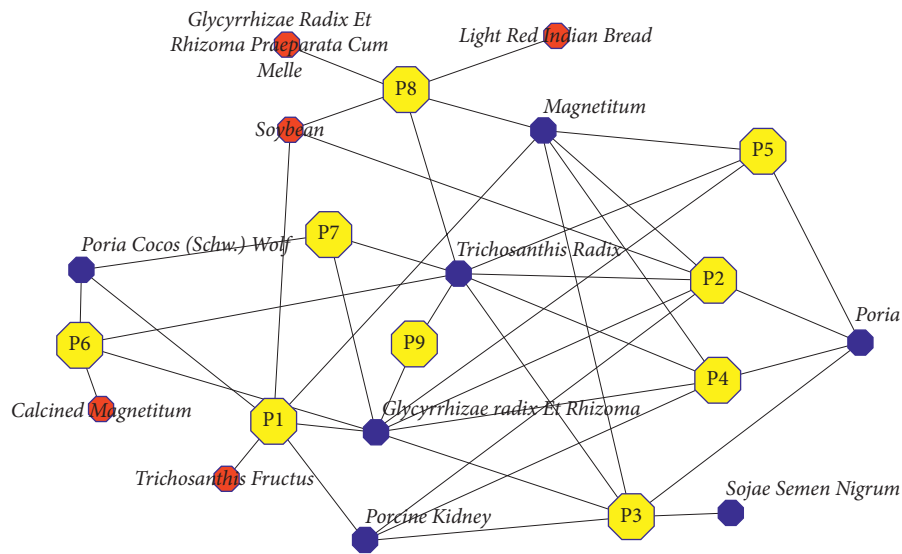 Glycyrrhizae Radix Et
Rhizoma Praeparata Cum
Melle
Light Red Indian Bread
P8
Magnetitum
Soybean
P5
P7
Poria Cocos (Schw.) Wolf
Trichosanthis Radix
P2
Poria
P6
P9
P4
Calcined Magnetitum
P1
Glycyrrhizae radix Et Rhizoma
Trichosanthis Fructus
Sojae Semen Nigrum
Porcine Kidney
P3